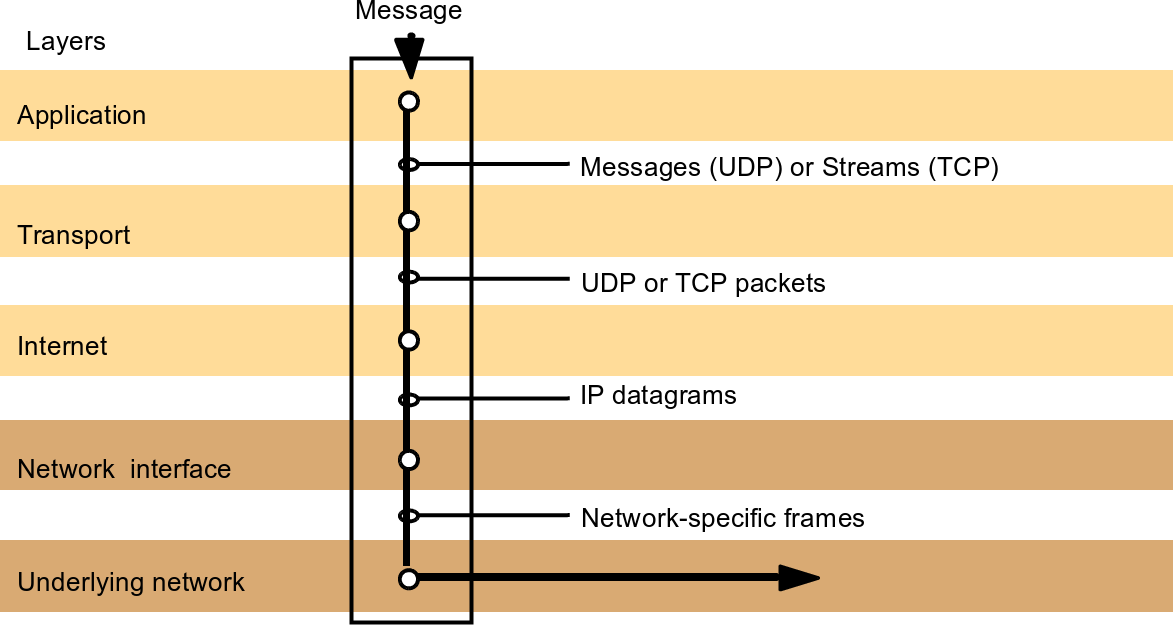 Message
Layers
Application
Messages (UDP) or Streams (TCP)
Transport
UDP or TCP packets
Internet
IP datagrams
Network interface
Network-specific frames
Underlying network